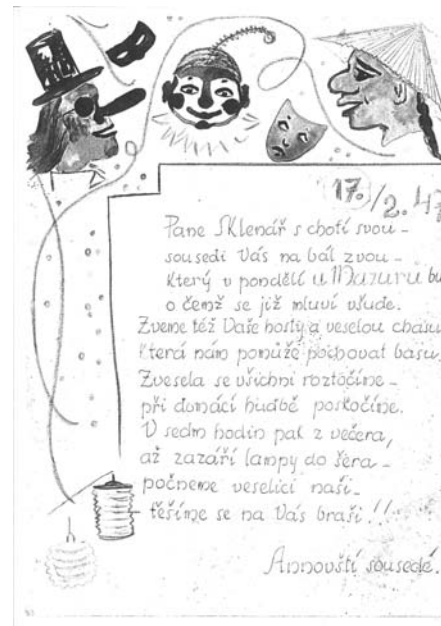 17./2. 47
Pane Sklenář s chotí svou -
sousedi Vás na bál zvou -
který v pondělí u Mazuru bu
o čemž se již mluví všude.
Zveme též Vaše hosty a veselou chasu
která nám pomůže pochovat basu,
Zvesela se všichni roztočíme -
při domácí hudbě poskočíme.
V sedm hodin pak z večera,
až zazáří lampy do šera -
počneme veselici naši -
těšíme se na Vás braši!!
Annovští sousedé.